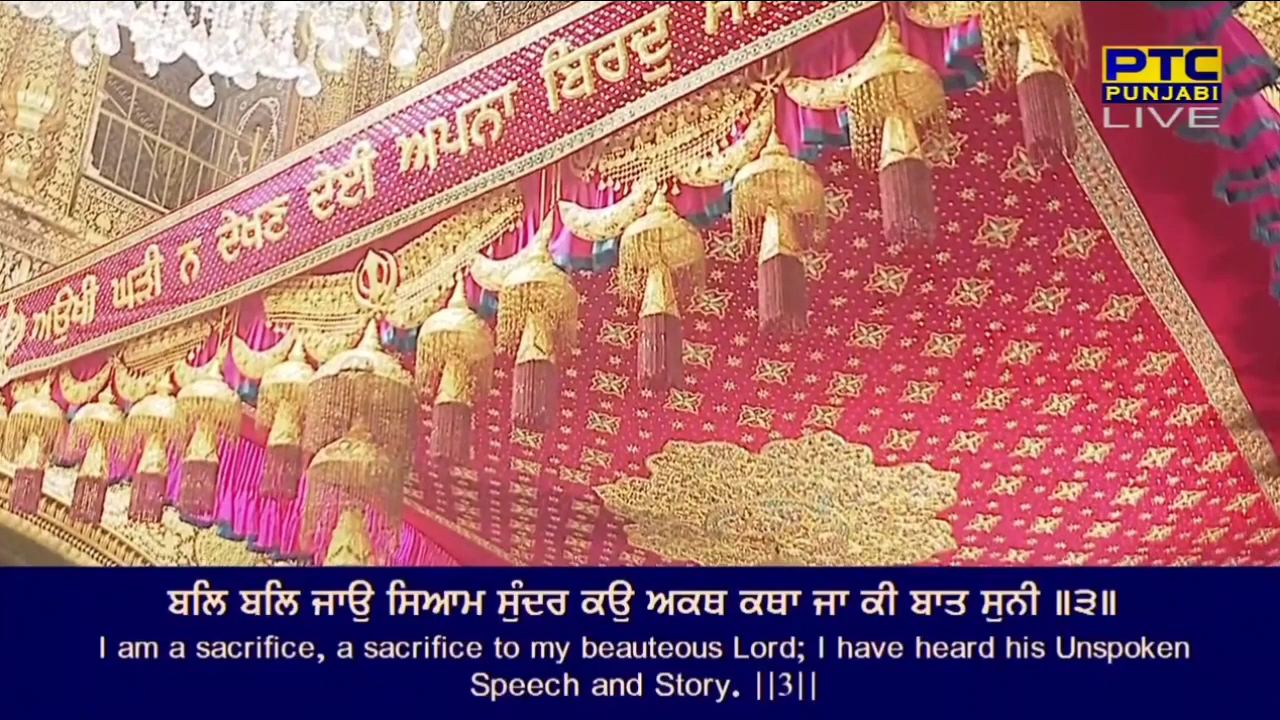 PTC
PUNJABI
LIVE
ਅਉਖੀ ਘੜੀ ਨ ਦੇਖਣ ਦੇਈ ਅਪਨਾ ਬਿਰਦੁ
ਬਲਿ ਬਲਿ ਜਾਉ ਸਿਆਮ ਸੁੰਦਰ ਕਉ ਅਕਥ ਕਥਾ ਜਾ ਕੀ ਬਾਤ ਸੁਨੀ ॥੩॥
I am a sacrifice, a sacrifice to my beauteous Lord; I have heard his Unspoken
Speech and Story. ||3||